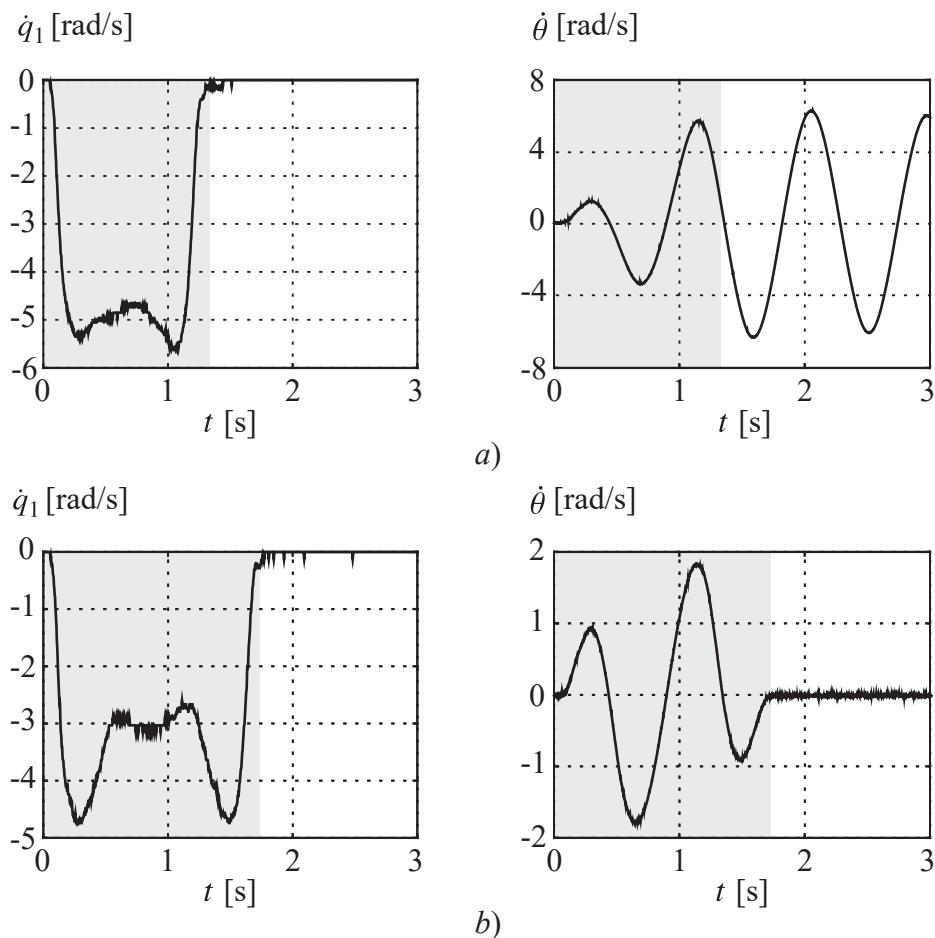 q̇₁ [rad/s] θ̇ [rad/s]
0 8
-1
-2 4
-3 0
-4 -4
-5
-6 -8
0 1 2 3 0 1 2 3
t [s] t [s]
a)
q̇₁ [rad/s] θ̇ [rad/s]
0 2
-1 1
-2
-3 0
-4 -1
-5 -2
0 1 2 3 0 1 2 3
t [s] t [s]
b)